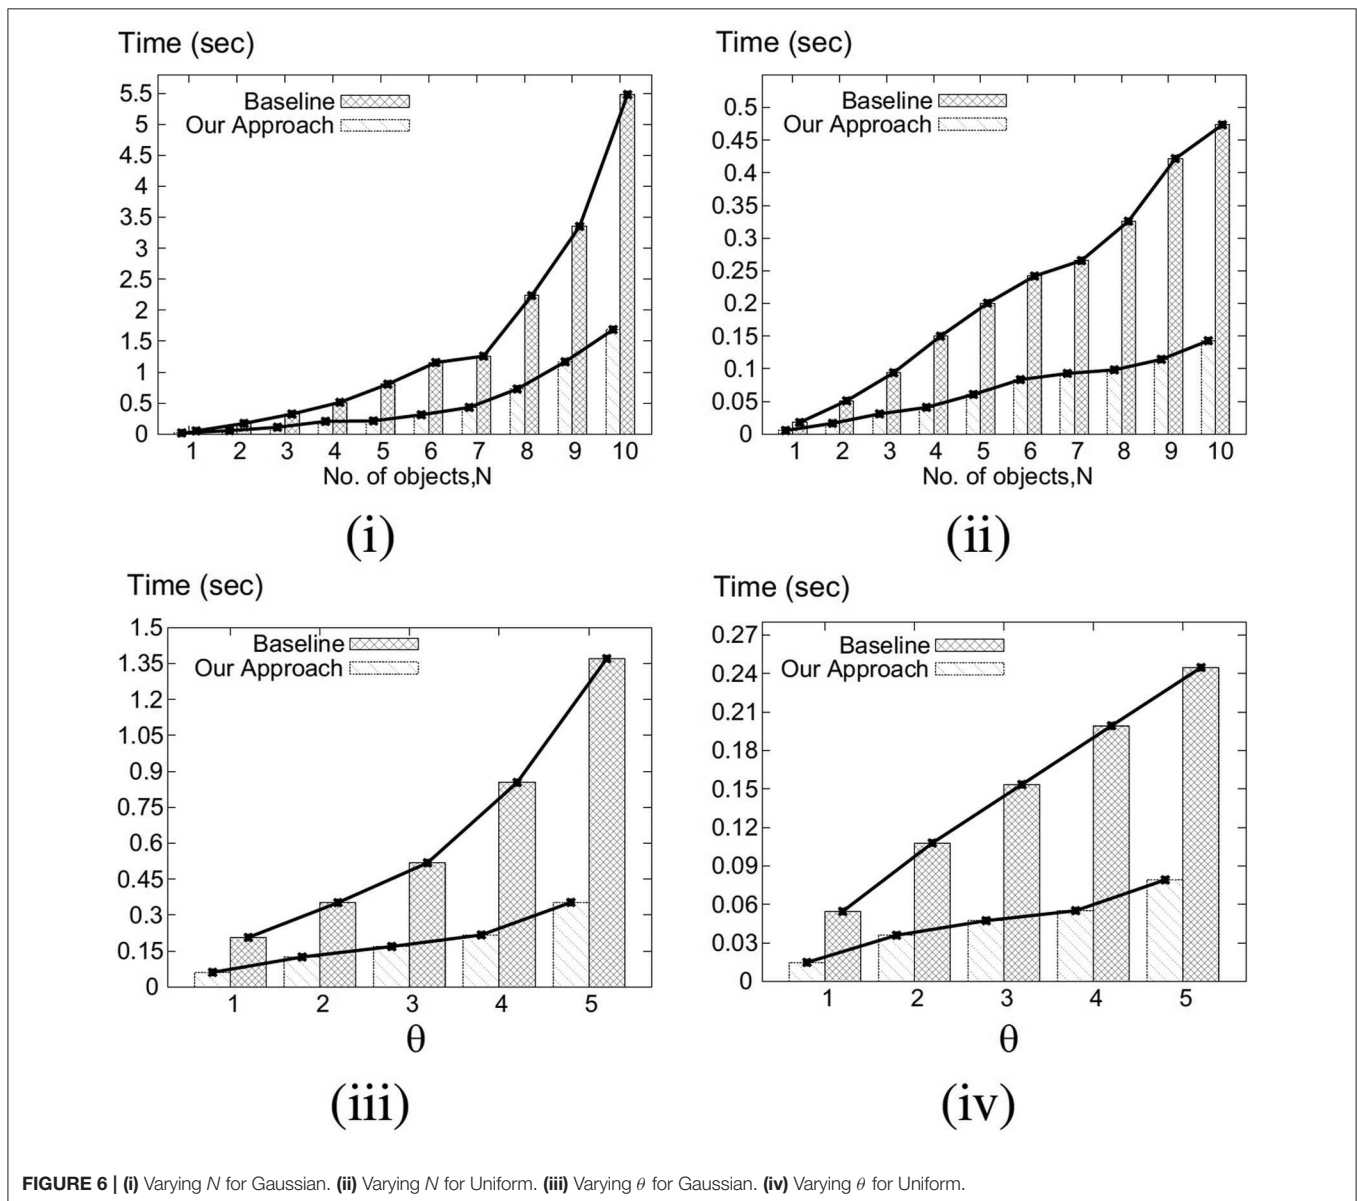 Time (sec)
5.5
5
4.5
4
3.5
3
2.5
2
1.5
1
0.5
0
Baseline
Our Approach
1 2 3 4 5 6 7 8 9 10
No. of objects,N
(i)
Time (sec)
0.5
0.45
0.4
0.35
0.3
0.25
0.2
0.15
0.1
0.05
0
Baseline
Our Approach
1 2 3 4 5 6 7 8 9 10
No. of objects,N
(ii)
Time (sec)
1.5
1.35
1.2
1.05
0.9
0.75
0.6
0.45
0.3
0.15
0
Baseline
Our Approach
1 2 3 4 5
θ
(iii)
Time (sec)
0.27
0.24
0.21
0.18
0.15
0.12
0.09
0.06
0.03
0
Baseline
Our Approach
1 2 3 4 5
θ
(iv)
FIGURE 6 | (i) Varying N for Gaussian. (ii) Varying N for Uniform. (iii) Varying θ for Gaussian. (iv) Varying θ for Uniform.